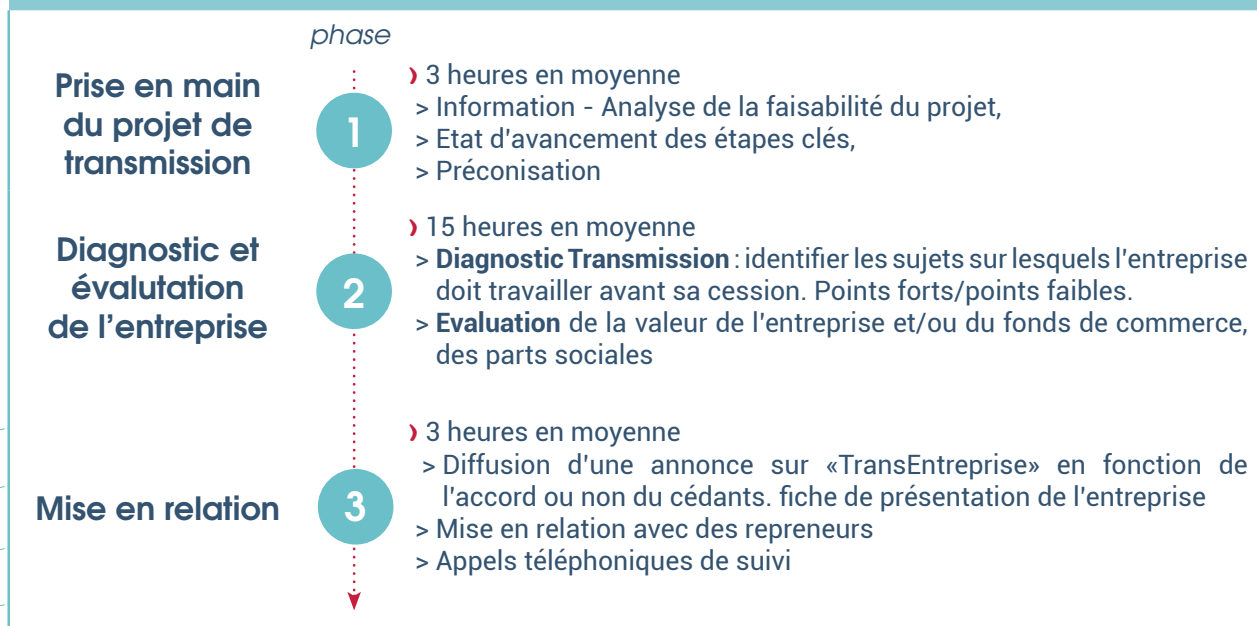 phase
Prise en main
du projet de
transmission
1
› 3 heures en moyenne
> Information - Analyse de la faisabilité du projet,
> Etat d'avancement des étapes clés,
> Préconisation
Diagnostic et
évalutation
de l'entreprise
2
› 15 heures en moyenne
> Diagnostic Transmission : identifier les sujets sur lesquels l'entreprise
doit travailler avant sa cession. Points forts/points faibles.
> Evaluation de la valeur de l'entreprise et/ou du fonds de commerce,
des parts sociales
Mise en relation
3
› 3 heures en moyenne
> Diffusion d'une annonce sur «TransEntreprise» en fonction de
l'accord ou non du cédants. fiche de présentation de l'entreprise
> Mise en relation avec des repreneurs
> Appels téléphoniques de suivi